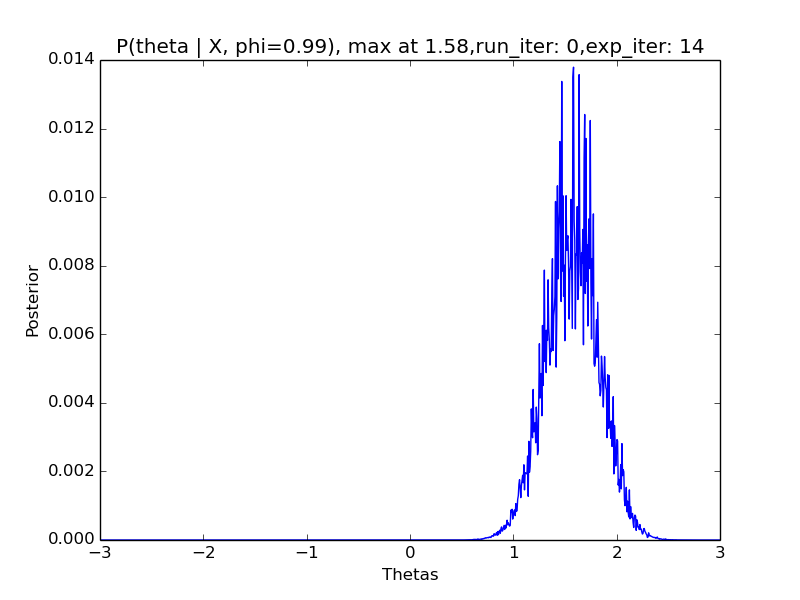 P(theta | X, phi=0.99), max at 1.58,run_iter: 0,exp_iter: 14
0.014
0.012
0.010
0.008
0.006
0.004
0.002
0.000
Posterior
−3 −2 −1 0 1 2 3
Thetas